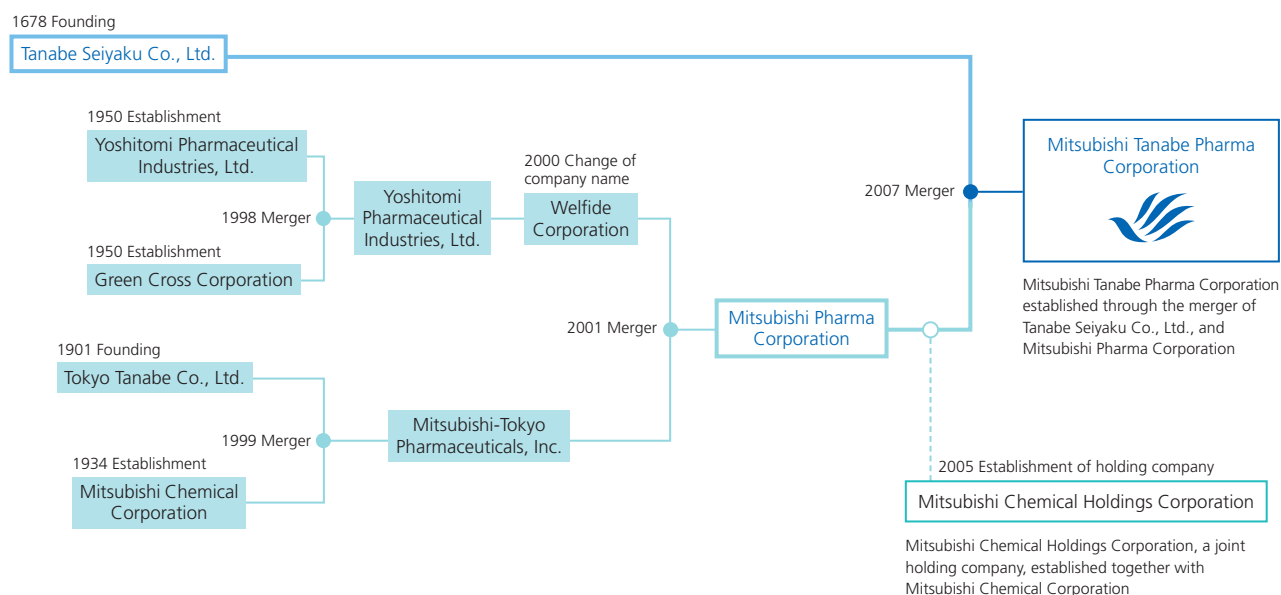 1678 Founding
Tanabe Seiyaku Co., Ltd.
1950 Establishment
Yoshitomi Pharmaceutical
Industries, Ltd.
1998 Merger
1950 Establishment
Green Cross Corporation
Yoshitomi
Pharmaceutical
Industries, Ltd.
2000 Change of
company name
Welfide
Corporation
1901 Founding
Tokyo Tanabe Co., Ltd.
1999 Merger
1934 Establishment
Mitsubishi Chemical
Corporation
Mitsubishi-Tokyo
Pharmaceuticals, Inc.
2001 Merger
Mitsubishi Pharma
Corporation
2007 Merger
Mitsubishi Tanabe Pharma
Corporation
Mitsubishi Tanabe Pharma Corporation
established through the merger of
Tanabe Seiyaku Co., Ltd., and
Mitsubishi Pharma Corporation
2005 Establishment of holding company
Mitsubishi Chemical Holdings Corporation
Mitsubishi Chemical Holdings Corporation, a joint
holding company, established together with
Mitsubishi Chemical Corporation